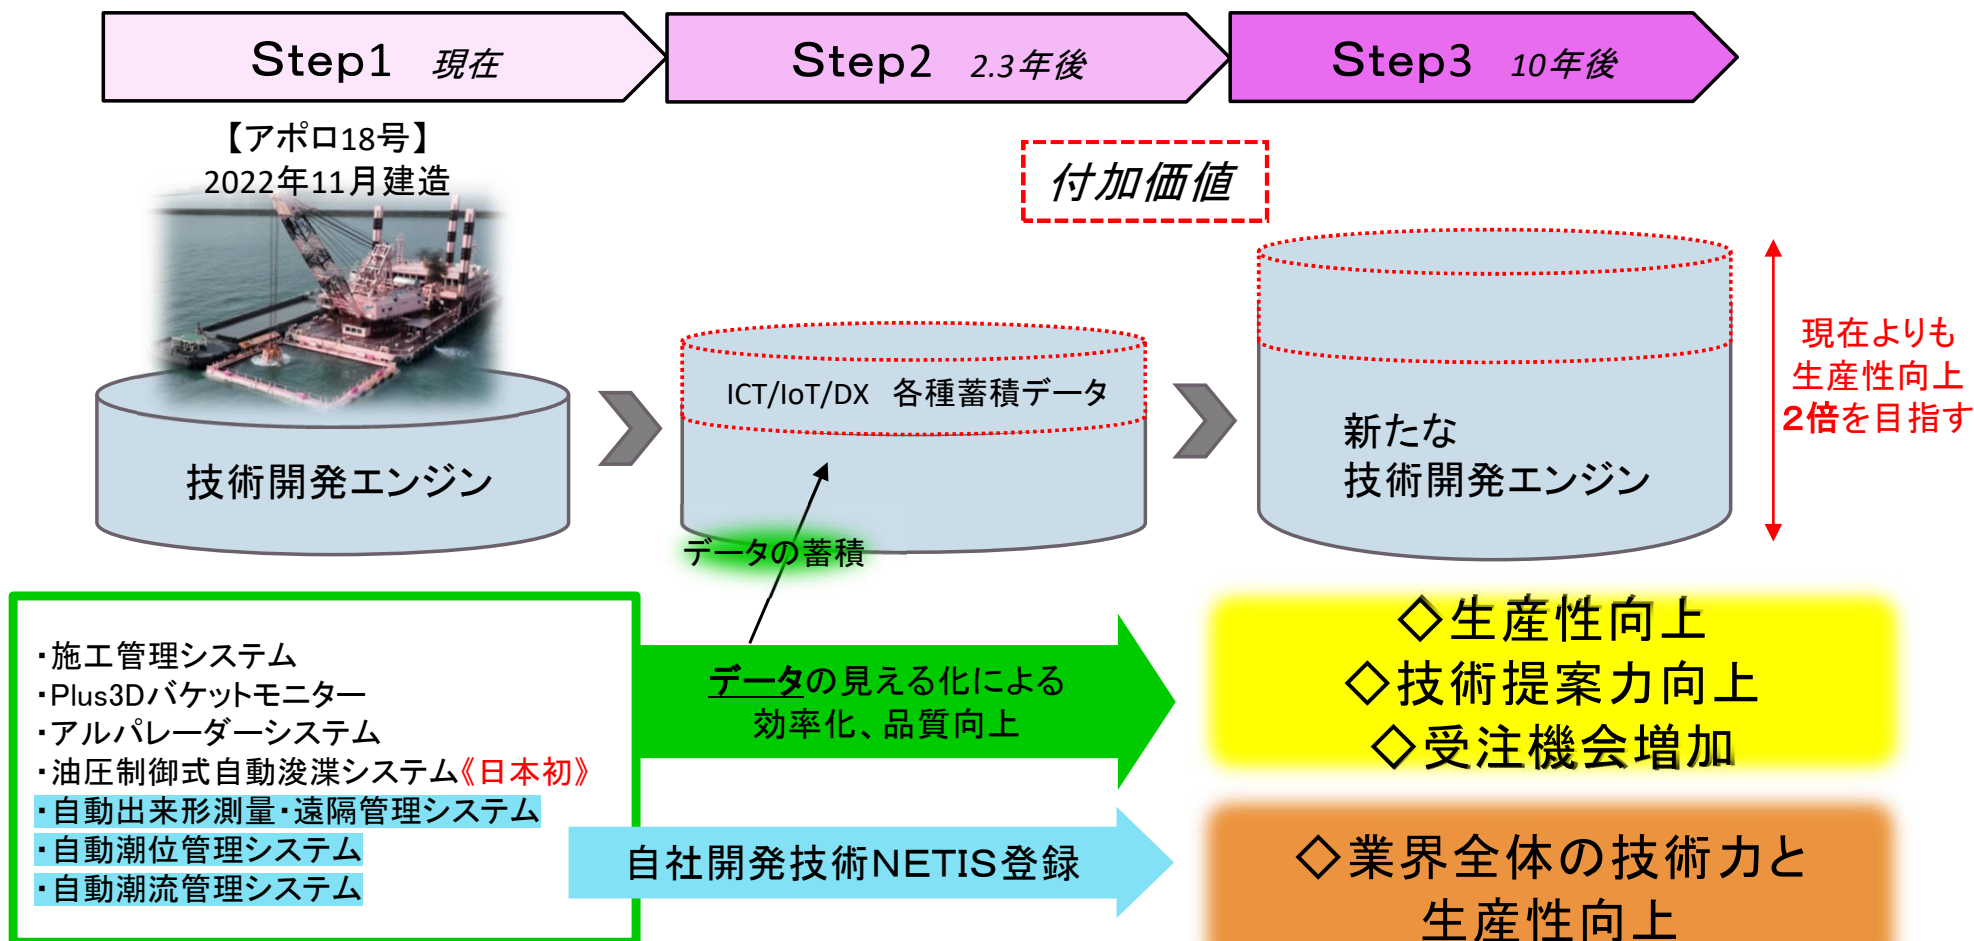 Step1 現在
Step2 2.3年後
Step3 10年後
【アポロ18号】
2022年11月建造
付加価値
技術開発エンジン
ICT/IoT/DX 各種蓄積データ
新たな
技術開発エンジン
現在よりも
生産性向上
2倍を目指す
データの蓄積
・施工管理システム
・Plus3Dバケットモニター
・アルパレーダーシステム
・油圧制御式自動浚渫システム《日本初》
・自動出来形測量・遠隔管理システム
・自動潮位管理システム
・自動潮流管理システム
データの見える化による
効率化、品質向上
自社開発技術NETIS登録
◇生産性向上
◇技術提案力向上
◇受注機会増加
◇業界全体の技術力と
生産性向上